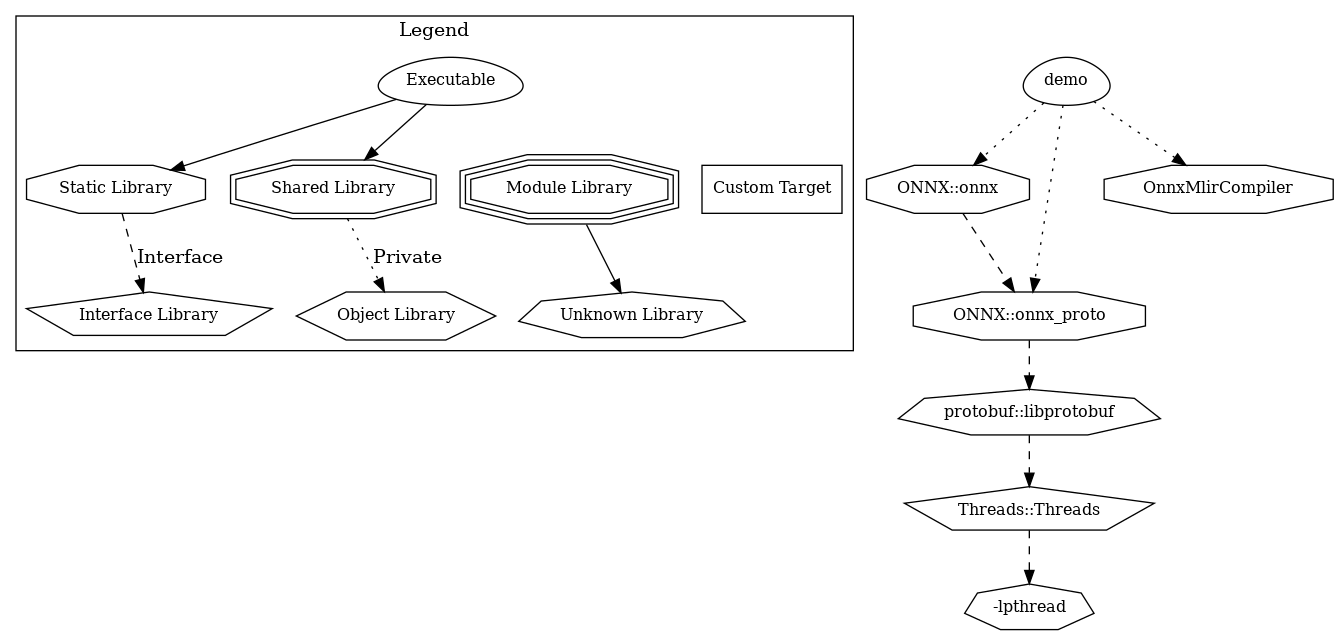 Legend
Executable
Static Library
Shared Library
Module Library
Custom Target
Interface
Private
Interface Library
Object Library
Unknown Library
demo
ONNX::onnx
OnnxMlirCompiler
ONNX::onnx_proto
protobuf::libprotobuf
Threads::Threads
-lpthread